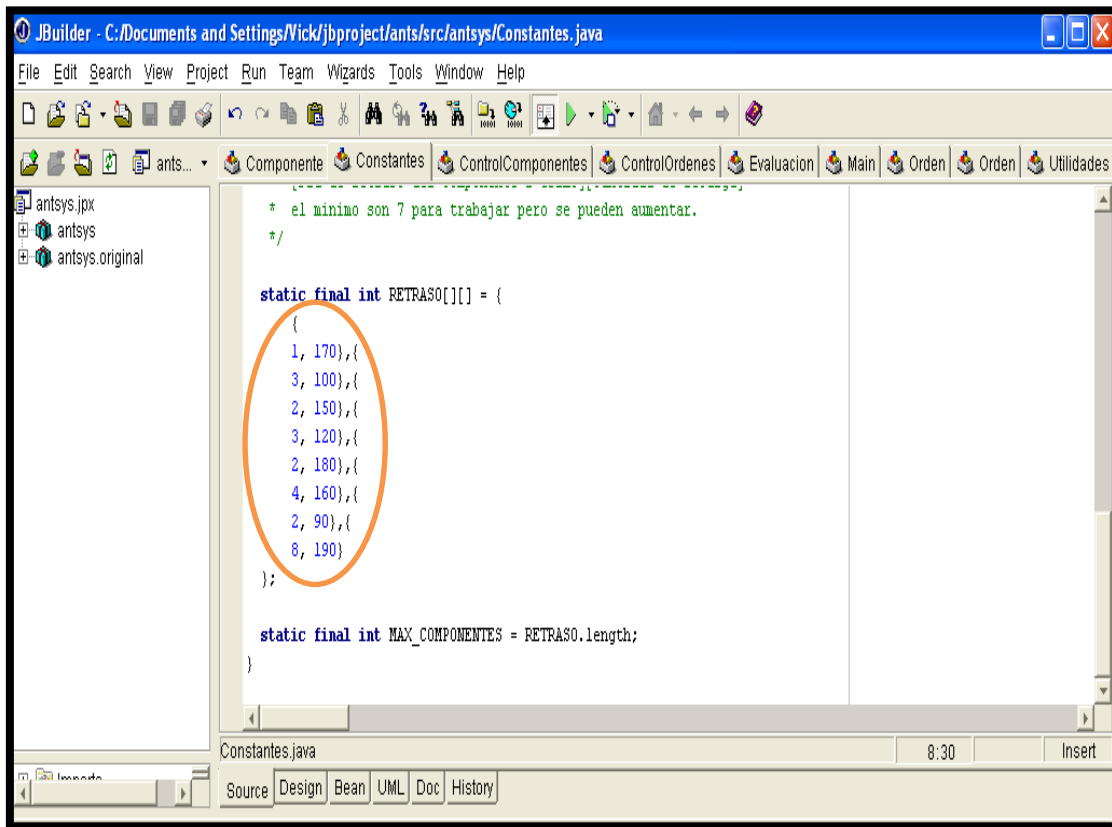 JBuilder - C:/Documents and Settings/Vick/jbproject/ants/src/antsys/Constantes.java
File Edit Search View Project Run Team Wizards Tools Window Help
ants... Componente Constantes ControlComponentes ControlOrdenes Evaluacion Main Orden Orden Utilidades
antsys.jpx
antsys
antsys.original
* el minimo son 7 para trabajar pero se pueden aumentar.
*/
static final int RETRASO[][] = {
{
1, 170},{
3, 100},{
2, 150},{
3, 120},{
2, 180},{
4, 160},{
2, 90},{
8, 190}
};
static final int MAX_COMPONENTES = RETRASO.length;
}
Constantes.java 8:30 Insert
Source Design Bean UML Doc History